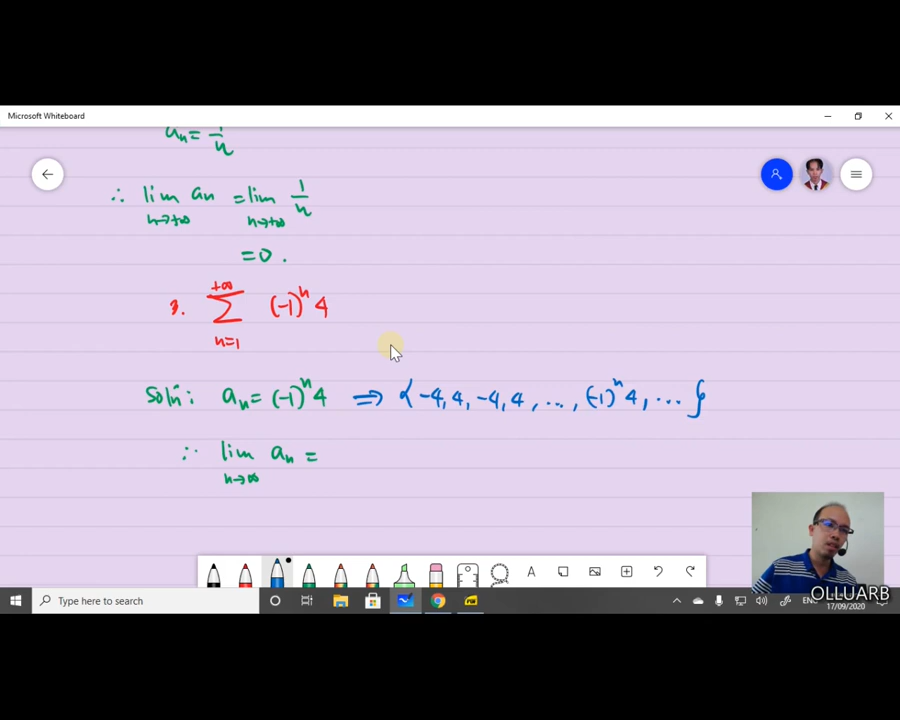 Microsoft Whiteboard
aₙ = 1/n
∴ lim n→+∞ aₙ = lim n→+∞ 1/n
= 0.
3. +∞ Σ n=1 (-1)ⁿ 4
Soln: aₙ = (-1)ⁿ 4 ⇒ { -4, 4, -4, 4, ..., (-1)ⁿ 4, ... }
∴ lim n→∞ aₙ =
A
Type here to search
OLLUARB
17/09/2020